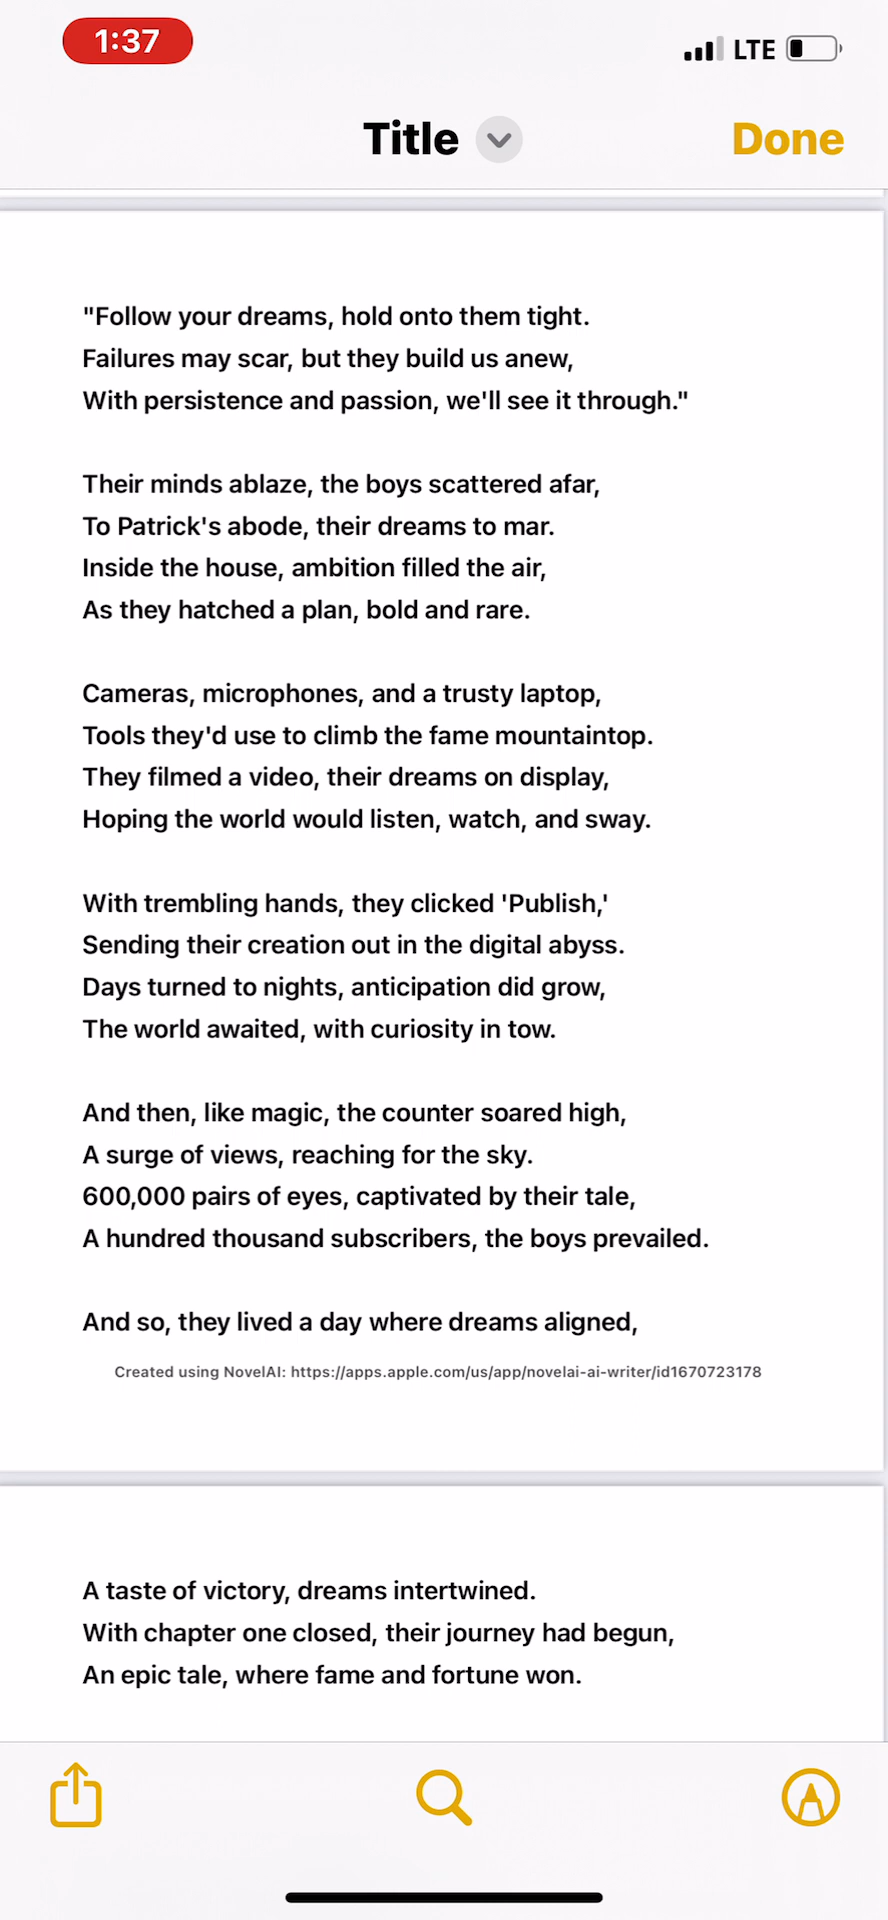 1:37
LTE
Title
Done
"Follow your dreams, hold onto them tight.
Failures may scar, but they build us anew,
With persistence and passion, we'll see it through."
Their minds ablaze, the boys scattered afar,
To Patrick's abode, their dreams to mar.
Inside the house, ambition filled the air,
As they hatched a plan, bold and rare.
Cameras, microphones, and a trusty laptop,
Tools they'd use to climb the fame mountaintop.
They filmed a video, their dreams on display,
Hoping the world would listen, watch, and sway.
With trembling hands, they clicked 'Publish,'
Sending their creation out in the digital abyss.
Days turned to nights, anticipation did grow,
The world awaited, with curiosity in tow.
And then, like magic, the counter soared high,
A surge of views, reaching for the sky.
600,000 pairs of eyes, captivated by their tale,
A hundred thousand subscribers, the boys prevailed.
And so, they lived a day where dreams aligned,
Created using NovelAI: https://apps.apple.com/us/app/novelai-ai-writer/id1670723178
A taste of victory, dreams intertwined.
With chapter one closed, their journey had begun,
An epic tale, where fame and fortune won.